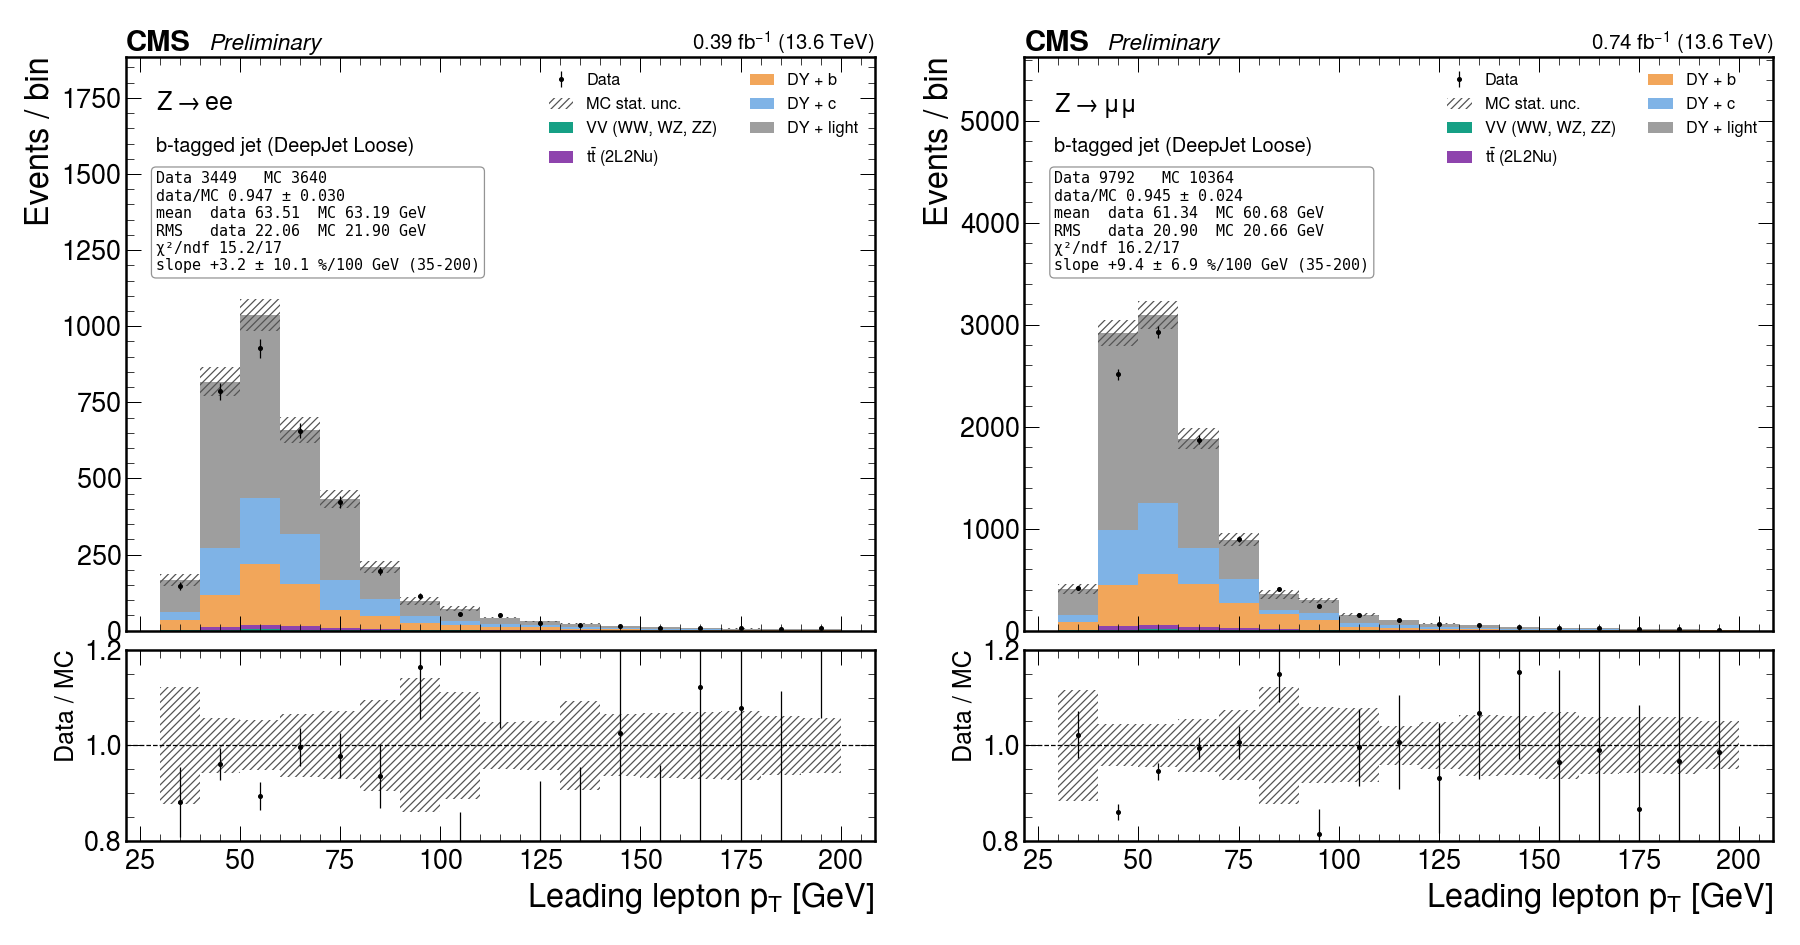 CMS Preliminary 0.39 fb⁻¹ (13.6 TeV)
Events / bin
1750
1500
1250
1000
750
500
250
0
Z → ee
b-tagged jet (DeepJet Loose)
Data
MC stat. unc.
VV (WW, WZ, ZZ)
tt̄ (2L2Nu)
DY + b
DY + c
DY + light
Data 3449 MC 3640
data/MC 0.947 ± 0.030
mean data 63.51 MC 63.19 GeV
RMS data 22.06 MC 21.90 GeV
χ²/ndf 15.2/17
slope +3.2 ± 10.1 %/100 GeV (35-200)
Data / MC
1.2
1.0
0.8
25 50 75 100 125 150 175 200
Leading lepton p_T [GeV]
CMS Preliminary 0.74 fb⁻¹ (13.6 TeV)
Events / bin
5000
4000
3000
2000
1000
0
Z → μμ
b-tagged jet (DeepJet Loose)
Data
MC stat. unc.
VV (WW, WZ, ZZ)
tt̄ (2L2Nu)
DY + b
DY + c
DY + light
Data 9792 MC 10364
data/MC 0.945 ± 0.024
mean data 61.34 MC 60.68 GeV
RMS data 20.90 MC 20.66 GeV
χ²/ndf 16.2/17
slope +9.4 ± 6.9 %/100 GeV (35-200)
Data / MC
1.2
1.0
0.8
25 50 75 100 125 150 175 200
Leading lepton p_T [GeV]